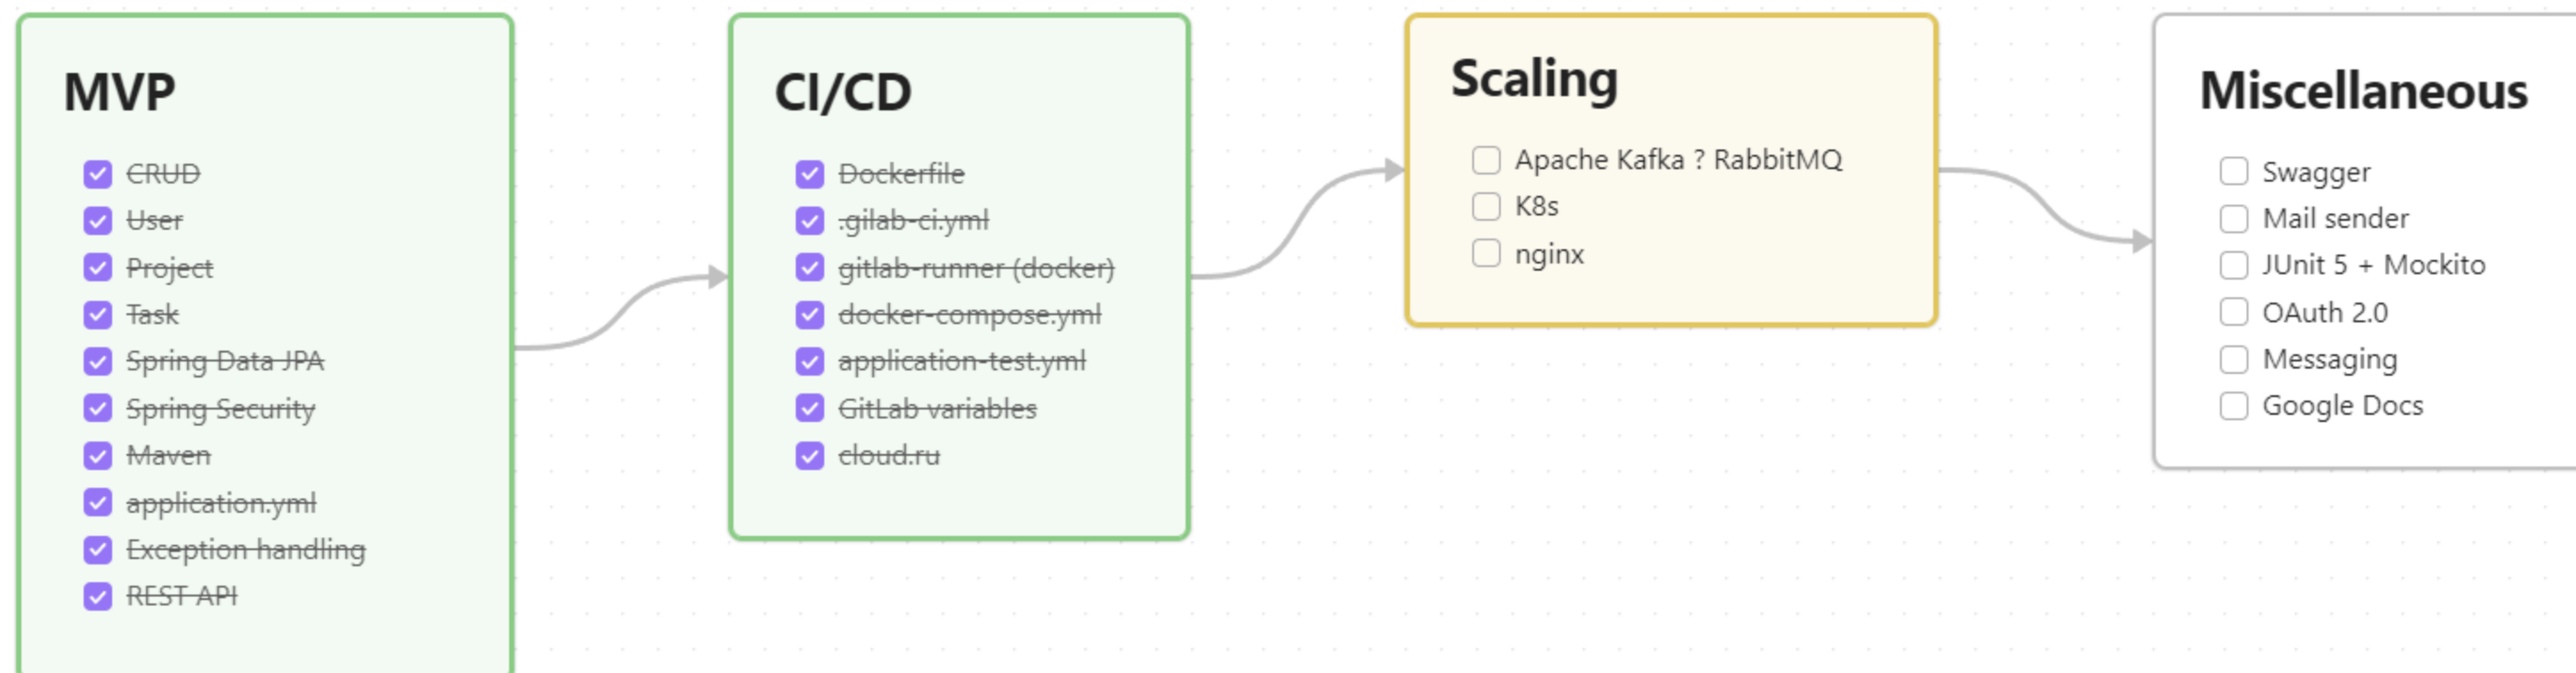 MVP
CRUD
User
Project
Task
Spring Data JPA
Spring Security
Maven
application.yml
Exception handling
REST API
CI/CD
Dockerfile
.gilab-ci.yml
gitlab-runner (docker)
docker-compose.yml
application-test.yml
GitLab variables
cloud.ru
Scaling
Apache Kafka ? RabbitMQ
K8s
nginx
Miscellaneous
Swagger
Mail sender
JUnit 5 + Mockito
OAuth 2.0
Messaging
Google Docs